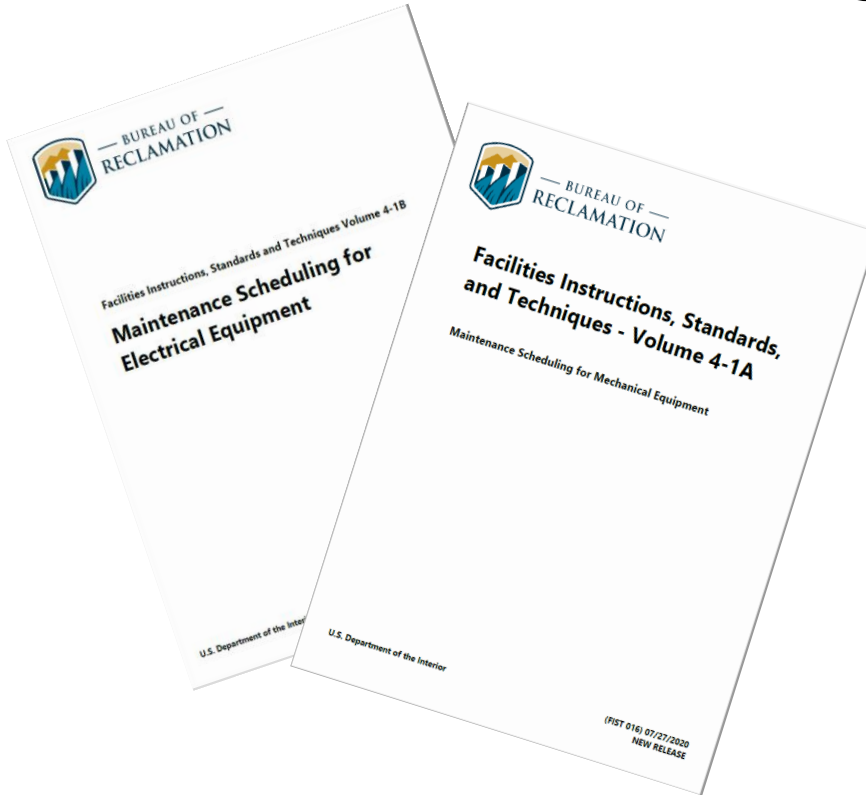 BUREAU OF
RECLAMATION
Facilities Instructions, Standards and Techniques Volume 4-1B
Maintenance Scheduling for
Electrical Equipment
U.S. Department of the
BUREAU OF
RECLAMATION
Facilities Instructions, Standards,
and Techniques - Volume 4-1A
Maintenance Scheduling for Mechanical Equipment
U.S. Department of the Interior
(FIST 016) 07/27/2020
NEW RELEASE